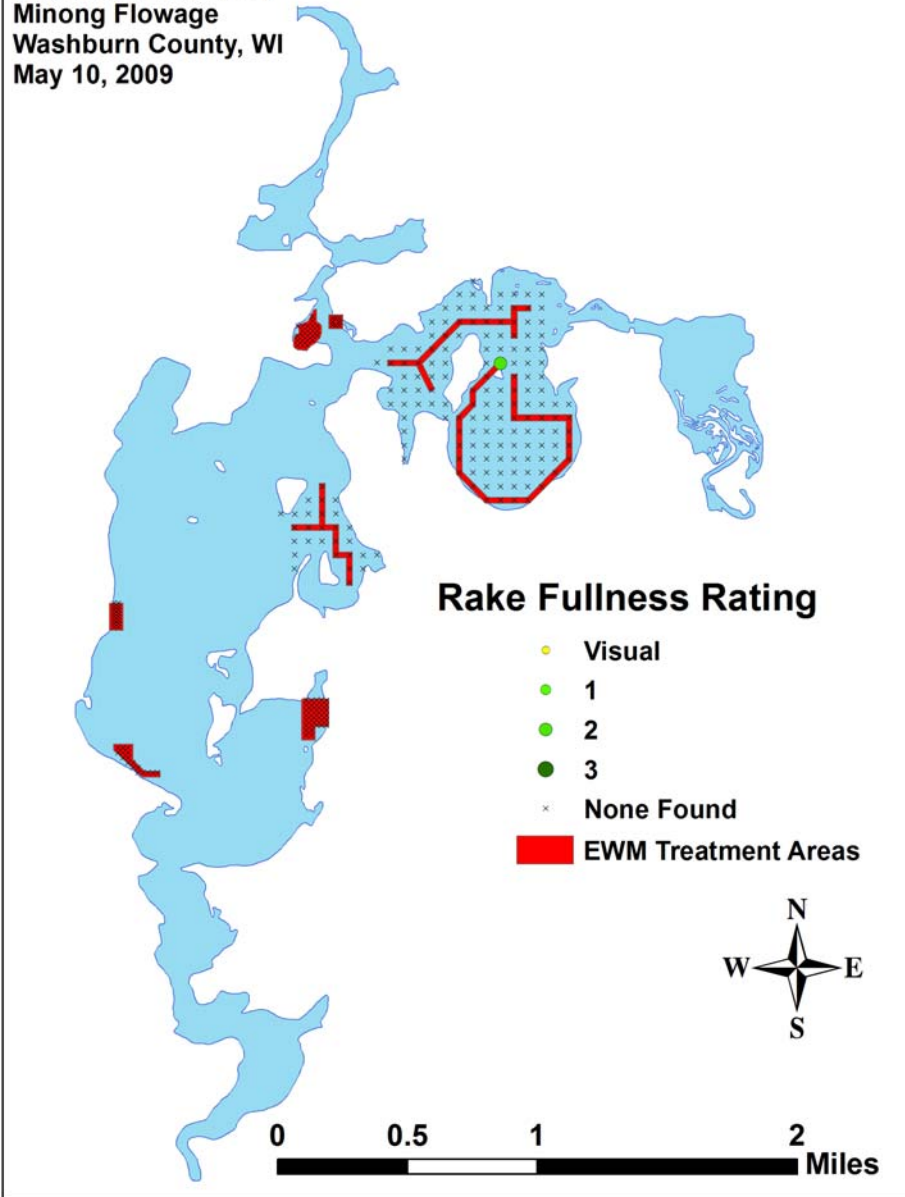 Minong Flowage
Washburn County, WI
May 10, 2009
Rake Fullness Rating
Visual
1
2
3
None Found
EWM Treatment Areas
N
W E
S
0 0.5 1 2
Miles